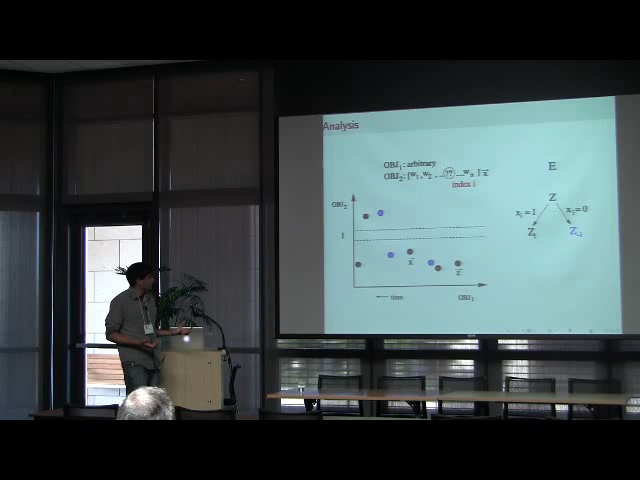 Analysis
OBJ1: arbitrary
OBJ2: [w1, w2, .. ?? .. wn] x
index i
E
Z
xi = 1
xi = 0
Zi
Z-i
OBJ2
I
x
x
time
OBJ1